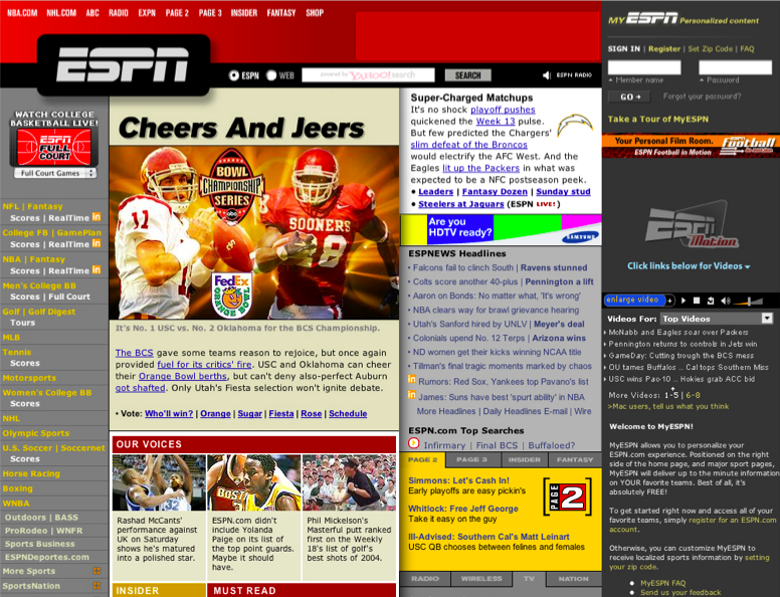 NBA.COM NHL.COM ABC RADIO EXPN PAGE 2 PAGE 3 INSIDER FANTASY SHOP
ESPN
ESPN WEB powered by YAHOO! search SEARCH ESPN RADIO
WATCH COLLEGE
BASKETBALL LIVE!
ESPN
FULL
COURT
Full Court Games
NFL | Fantasy
Scores | RealTime in
College FB | GamePlan
Scores | RealTime in
NBA | Fantasy
Scores | RealTime in
Men's College BB
Scores | Full Court
Golf | Golf Digest
Tours
MLB
Tennis
Scores
Motorsports
Women's College BB
Scores
NHL
Olympic Sports
U.S. Soccer | Soccernet
Scores
Horse Racing
Boxing
WNBA
Outdoors | BASS
ProRodeo | WNFR
Sports Business
ESPNDeportes.com
More Sports
SportsNation
Cheers And Jeers
BOWL
CHAMPIONSHIP
SERIES
abc
11
SOONERS
FedEx
ORANGE
BOWL
It's No. 1 USC vs. No. 2 Oklahoma for the BCS Championship.
The BCS gave some teams reason to rejoice, but once again
provided fuel for its critics' fire. USC and Oklahoma can cheer
their Orange Bowl berths, but can't deny also-perfect Auburn
got shafted. Only Utah's Fiesta selection won't ignite debate.
• Vote: Who'll win? | Orange | Sugar | Fiesta | Rose | Schedule
OUR VOICES
BOSTON
Rashad McCants'
performance against
UK on Saturday
shows he's matured
into a polished star.
ESPN.com didn't
include Yolanda
Paige on its list of
the top point guards.
Maybe it should
have.
Phil Mickelson's
Masterful putt ranked
first on the Weekly
18's list of golf's
best shots of 2004.
INSIDER MUST READ
Super-Charged Matchups
It's no shock playoff pushes
quickened the Week 13 pulse.
But few predicted the Chargers'
slim defeat of the Broncos
would electrify the AFC West. And the
Eagles lit up the Packers in what was
expected to be a NFC postseason peek.
• Leaders | Fantasy Dozen | Sunday stud
• Steelers at Jaguars (ESPN LIVE!)
Are you
HDTV ready?
SAMSUNG
ESPNEWS Headlines
• Falcons fail to clinch South | Ravens stunned
• Colts score another 40-plus | Pennington a lift
• Aaron on Bonds: No matter what, 'It's wrong'
• NBA clears way for brawl grievance hearing
• Utah's Sanford hired by UNLV | Meyer's deal
• Colonials upend No. 12 Terps | Arizona wins
• ND women get their kicks winning NCAA title
• Tillman's final tragic moments marked by chaos
in Rumors: Red Sox, Yankees top Pavano's list
in James: Suns have best 'spurt ability' in NBA
More Headlines | Daily Headlines E-mail | Wire
ESPN.com Top Searches
Infirmary | Final BCS | Buffaloed?
PAGE 2 PAGE 3 INSIDER FANTASY
Simmons: Let's Cash In!
Early playoffs are easy pickin's
Whitlock: Free Jeff George
Take it easy on the guy
Ill-Advised: Southern Cal's Matt Leinart
USC QB chooses between felines and females
PAGE 2
RADIO WIRELESS TV NATION
MY ESPN Personalized content
SIGN IN | Register | Set Zip Code | FAQ
Member name Password
GO Forgot your password?
Take a Tour of MyESPN
Your Personal Film Room.
ESPN Football in Motion
ESPN Football
ESPN
Motion
Click links below for Videos
enlarge video
Videos For: Top Videos
McNabb and Eagles soar over Packers
Pennington returns to controls in Jets win
GameDay: Cutting trough the BCS mess
OU tames Buffaloes .. Cal tops Southern Miss
USC wins Pac-10 .. Hokies grab ACC bid
More Videos: 1-5 | 6-8
>Mac users, tell us what you think
Welcome to MyESPN!
MyESPN allows you to personalize your
ESPN.com experience. Positioned on the right
side of the home page, and major sport pages,
MyESPN will deliver up to the minute information
on YOUR favorite teams. Best of all, it's
absolutely FREE!
To get started right now and access all of your
favorite teams, simply register for an ESPN.com
account.
Otherwise, you can customize MyESPN to
receive localized sports information by setting
your zip code.
• MyESPN FAQ
• Send us your feedback